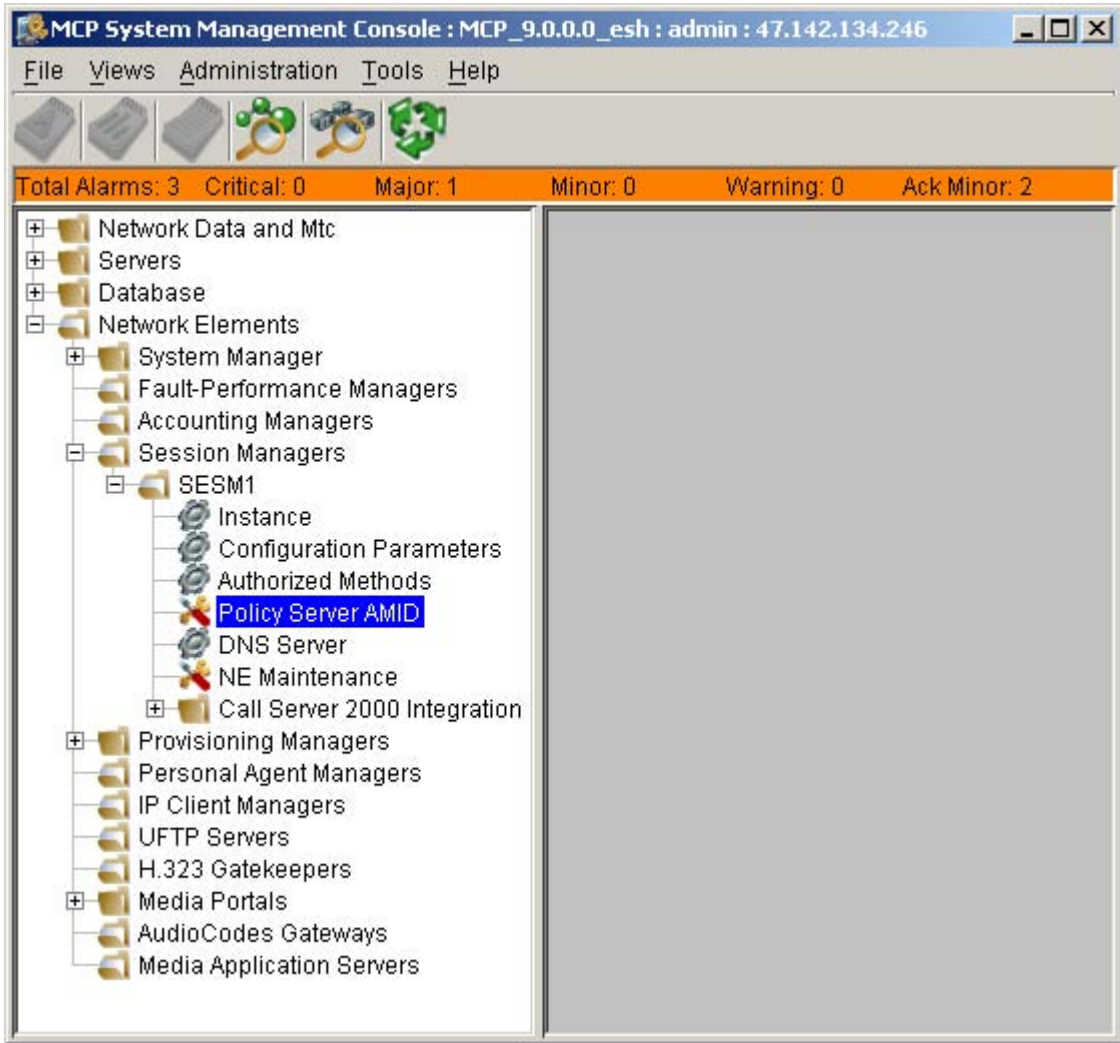 MCP System Management Console : MCP_9.0.0.0_esh : admin : 47.142.134.246
File Views Administration Tools Help
Total Alarms: 3 Critical: 0 Major: 1 Minor: 0 Warning: 0 Ack Minor: 2
Network Data and Mtc
Servers
Database
Network Elements
System Manager
Fault-Performance Managers
Accounting Managers
Session Managers
SESM1
Instance
Configuration Parameters
Authorized Methods
Policy Server AMID
DNS Server
NE Maintenance
Call Server 2000 Integration
Provisioning Managers
Personal Agent Managers
IP Client Managers
UFTP Servers
H.323 Gatekeepers
Media Portals
AudioCodes Gateways
Media Application Servers